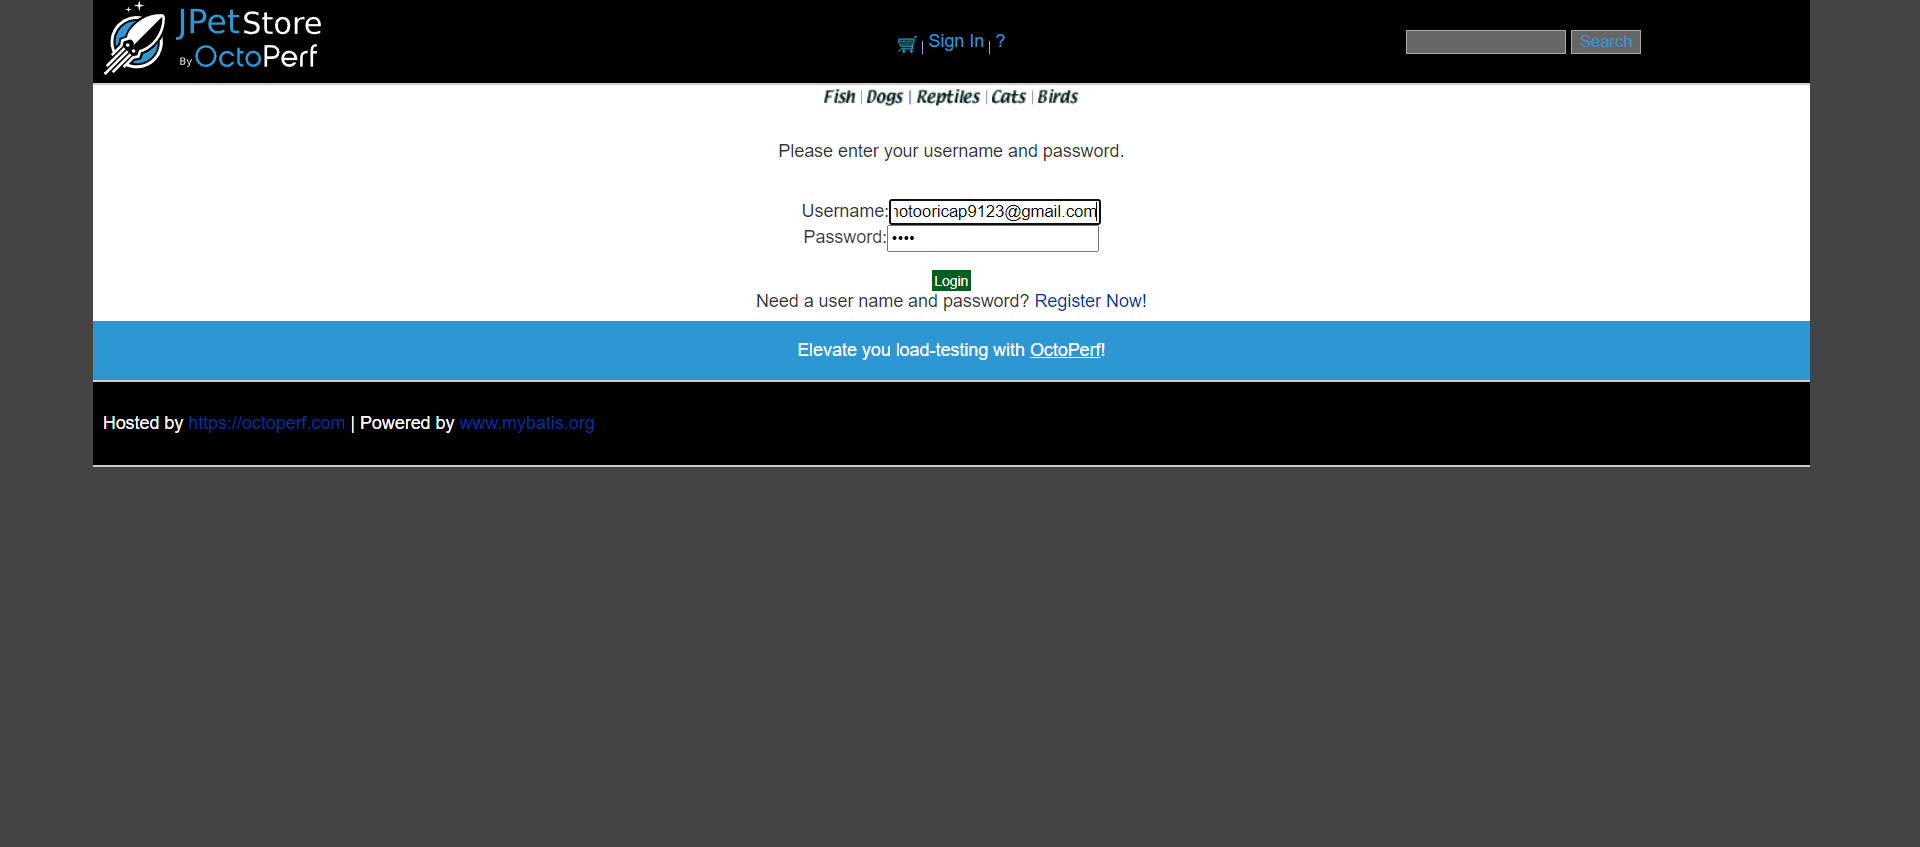 JPetStore
By OctoPerf
Sign In ?
Search
Fish Dogs Reptiles Cats Birds
Please enter your username and password.
Username: notooricap9123@gmail.com
Password: ••••
Login
Need a user name and password? Register Now!
Elevate you load-testing with OctoPerf!
Hosted by https://octoperf.com | Powered by www.mybatis.org